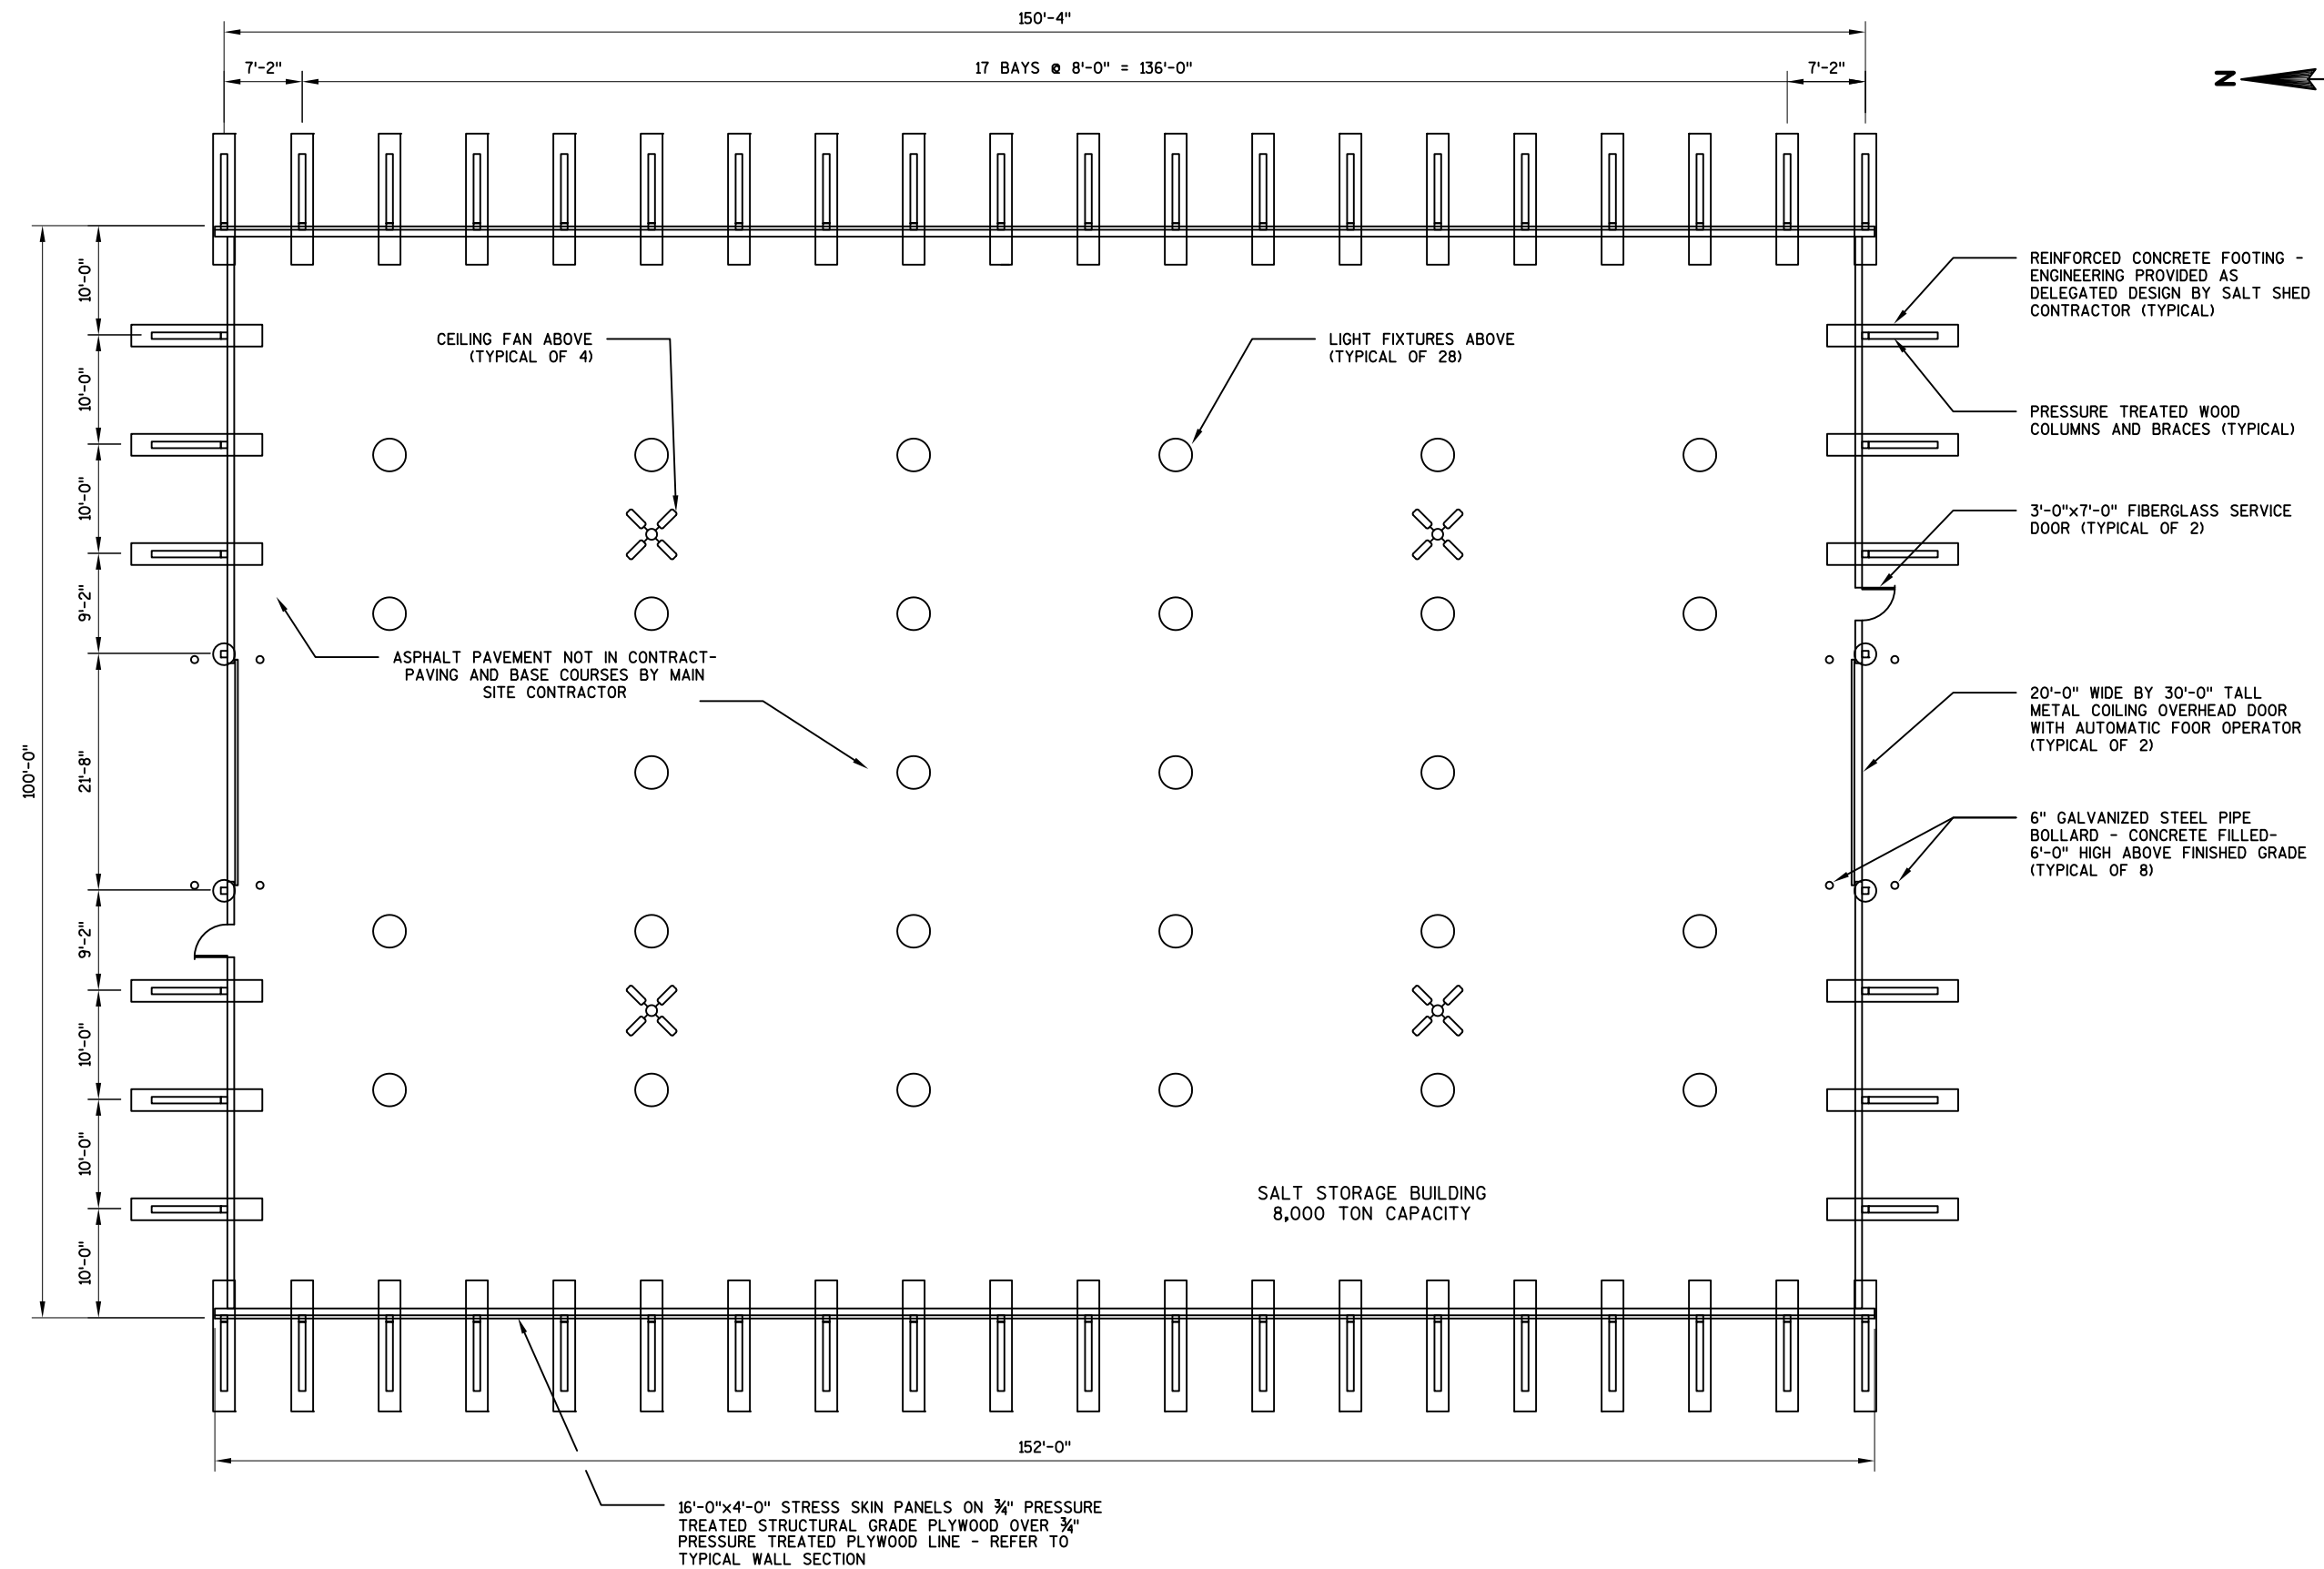 150'-4"
7'-2"
17 BAYS @ 8'-0" = 136'-0"
7'-2"
N
REINFORCED CONCRETE FOOTING -
ENGINEERING PROVIDED AS
DELEGATED DESIGN BY SALT SHED
CONTRACTOR (TYPICAL)
10'-0"
CEILING FAN ABOVE
(TYPICAL OF 4)
LIGHT FIXTURES ABOVE
(TYPICAL OF 28)
10'-0"
PRESSURE TREATED WOOD
COLUMNS AND BRACES (TYPICAL)
10'-0"
3'-0"x7'-0" FIBERGLASS SERVICE
DOOR (TYPICAL OF 2)
9'-2"
ASPHALT PAVEMENT NOT IN CONTRACT-
PAVING AND BASE COURSES BY MAIN
SITE CONTRACTOR
20'-0" WIDE BY 30'-0" TALL
METAL COILING OVERHEAD DOOR
WITH AUTOMATIC FOOR OPERATOR
(TYPICAL OF 2)
100'-0"
21'-8"
6" GALVANIZED STEEL PIPE
BOLLARD - CONCRETE FILLED-
6'-0" HIGH ABOVE FINISHED GRADE
(TYPICAL OF 8)
9'-2"
10'-0"
10'-0"
SALT STORAGE BUILDING
8,000 TON CAPACITY
10'-0"
152'-0"
16'-0"x4'-0" STRESS SKIN PANELS ON ¾" PRESSURE
TREATED STRUCTURAL GRADE PLYWOOD OVER ¾"
PRESSURE TREATED PLYWOOD LINE - REFER TO
TYPICAL WALL SECTION